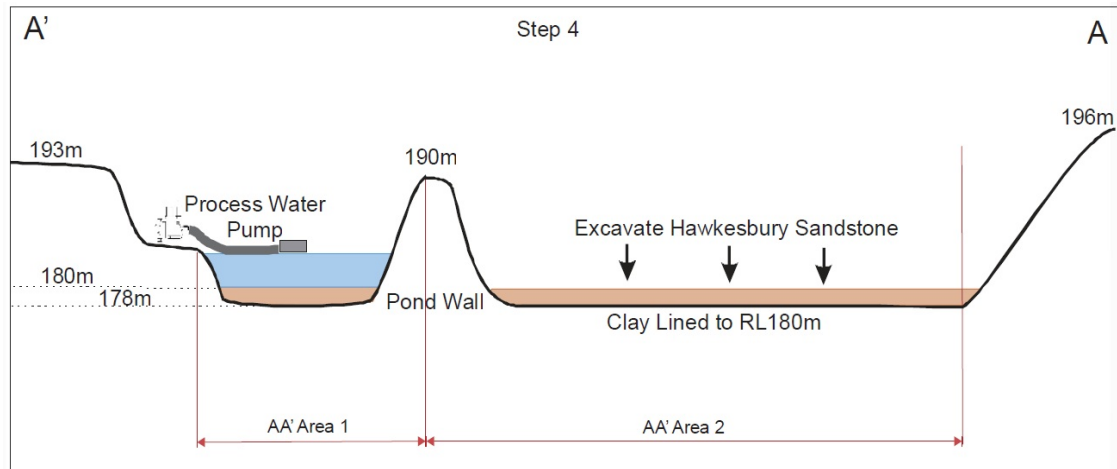 A'
Step 4
A
196m
193m
190m
Process Water
Pump
Excavate Hawkesbury Sandstone
180m
178m
Pond Wall
Clay Lined to RL180m
AA' Area 1
AA' Area 2